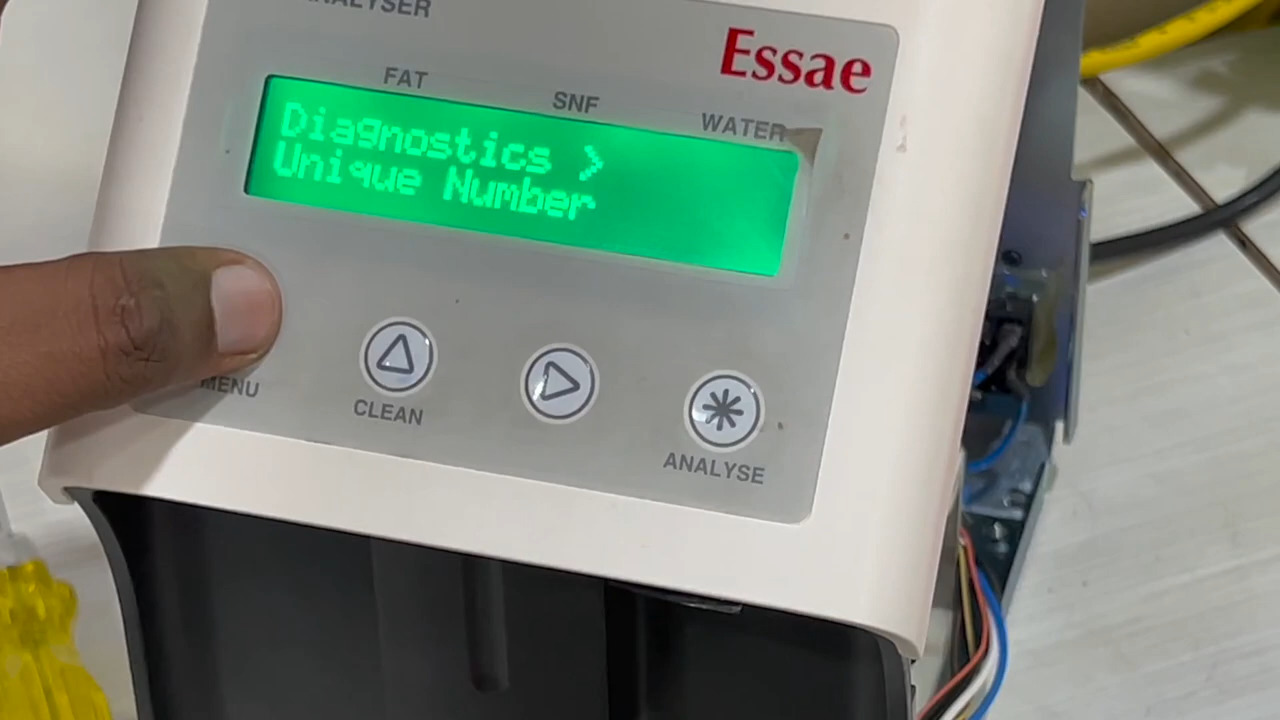 ANALYSER
Essae
FAT SNF WATER
Diagnostics >
Unique Number
MENU
CLEAN
ANALYSE